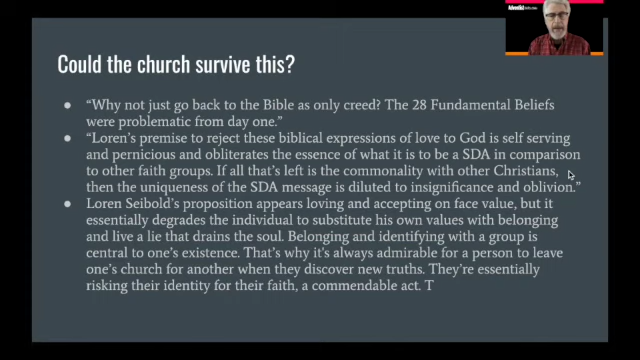 Could the church survive this?
“Why not just go back to the Bible as only creed? The 28 Fundamental Beliefs
were problematic from day one.”
“Loren's premise to reject these biblical expressions of love to God is self serving
and pernicious and obliterates the essence of what it is to be a SDA in comparison
to other faith groups. If all that's left is the commonality with other Christians,
then the uniqueness of the SDA message is diluted to insignificance and oblivion.”
Loren Seibold's proposition appears loving and accepting on face value, but it
essentially degrades the individual to substitute his own values with belonging
and live a lie that drains the soul. Belonging and identifying with a group is
central to one's existence. That's why it's always admirable for a person to leave
one's church for another when they discover new truths. They're essentially
risking their identity for their faith, a commendable act. T